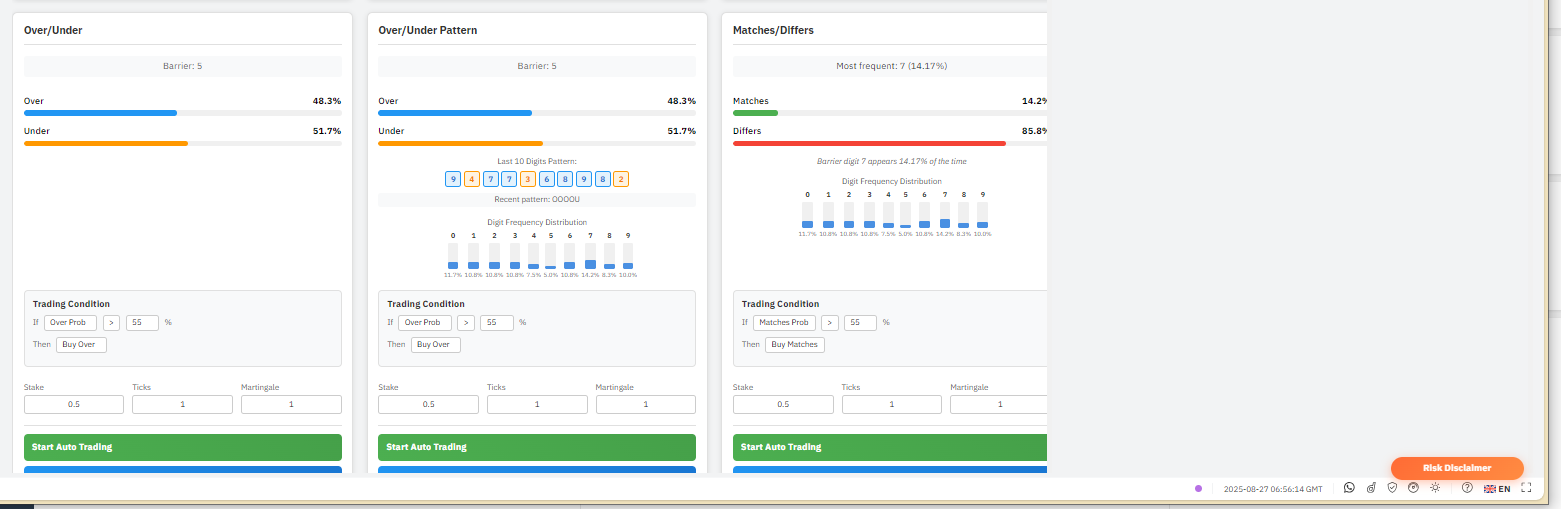 Over/Under
Barrier: 5
Over 48.3%
Under 51.7%
Trading Condition
If Over Prob > 55 %
Then Buy Over
Stake Ticks Martingale
0.5 1 1
Start Auto Trading
Over/Under Pattern
Barrier: 5
Over 48.3%
Under 51.7%
Last 10 Digits Pattern:
9 4 7 7 3 6 8 9 8 2
Recent pattern: OOOOU
Digit Frequency Distribution
0 1 2 3 4 5 6 7 8 9
11.7% 10.8% 10.8% 10.8% 7.5% 5.0% 10.8% 14.2% 8.3% 10.0%
Trading Condition
If Over Prob > 55 %
Then Buy Over
Stake Ticks Martingale
0.5 1 1
Start Auto Trading
Matches/Differs
Most frequent: 7 (14.17%)
Matches 14.2%
Differs 85.8%
Barrier digit 7 appears 14.17% of the time
Digit Frequency Distribution
0 1 2 3 4 5 6 7 8 9
11.7% 10.8% 10.8% 10.8% 7.5% 5.0% 10.8% 14.2% 8.3% 10.0%
Trading Condition
If Matches Prob > 55 %
Then Buy Matches
Stake Ticks Martingale
0.5 1 1
Start Auto Trading
Risk Disclaimer
2025-08-27 06:56:14 GMT
EN